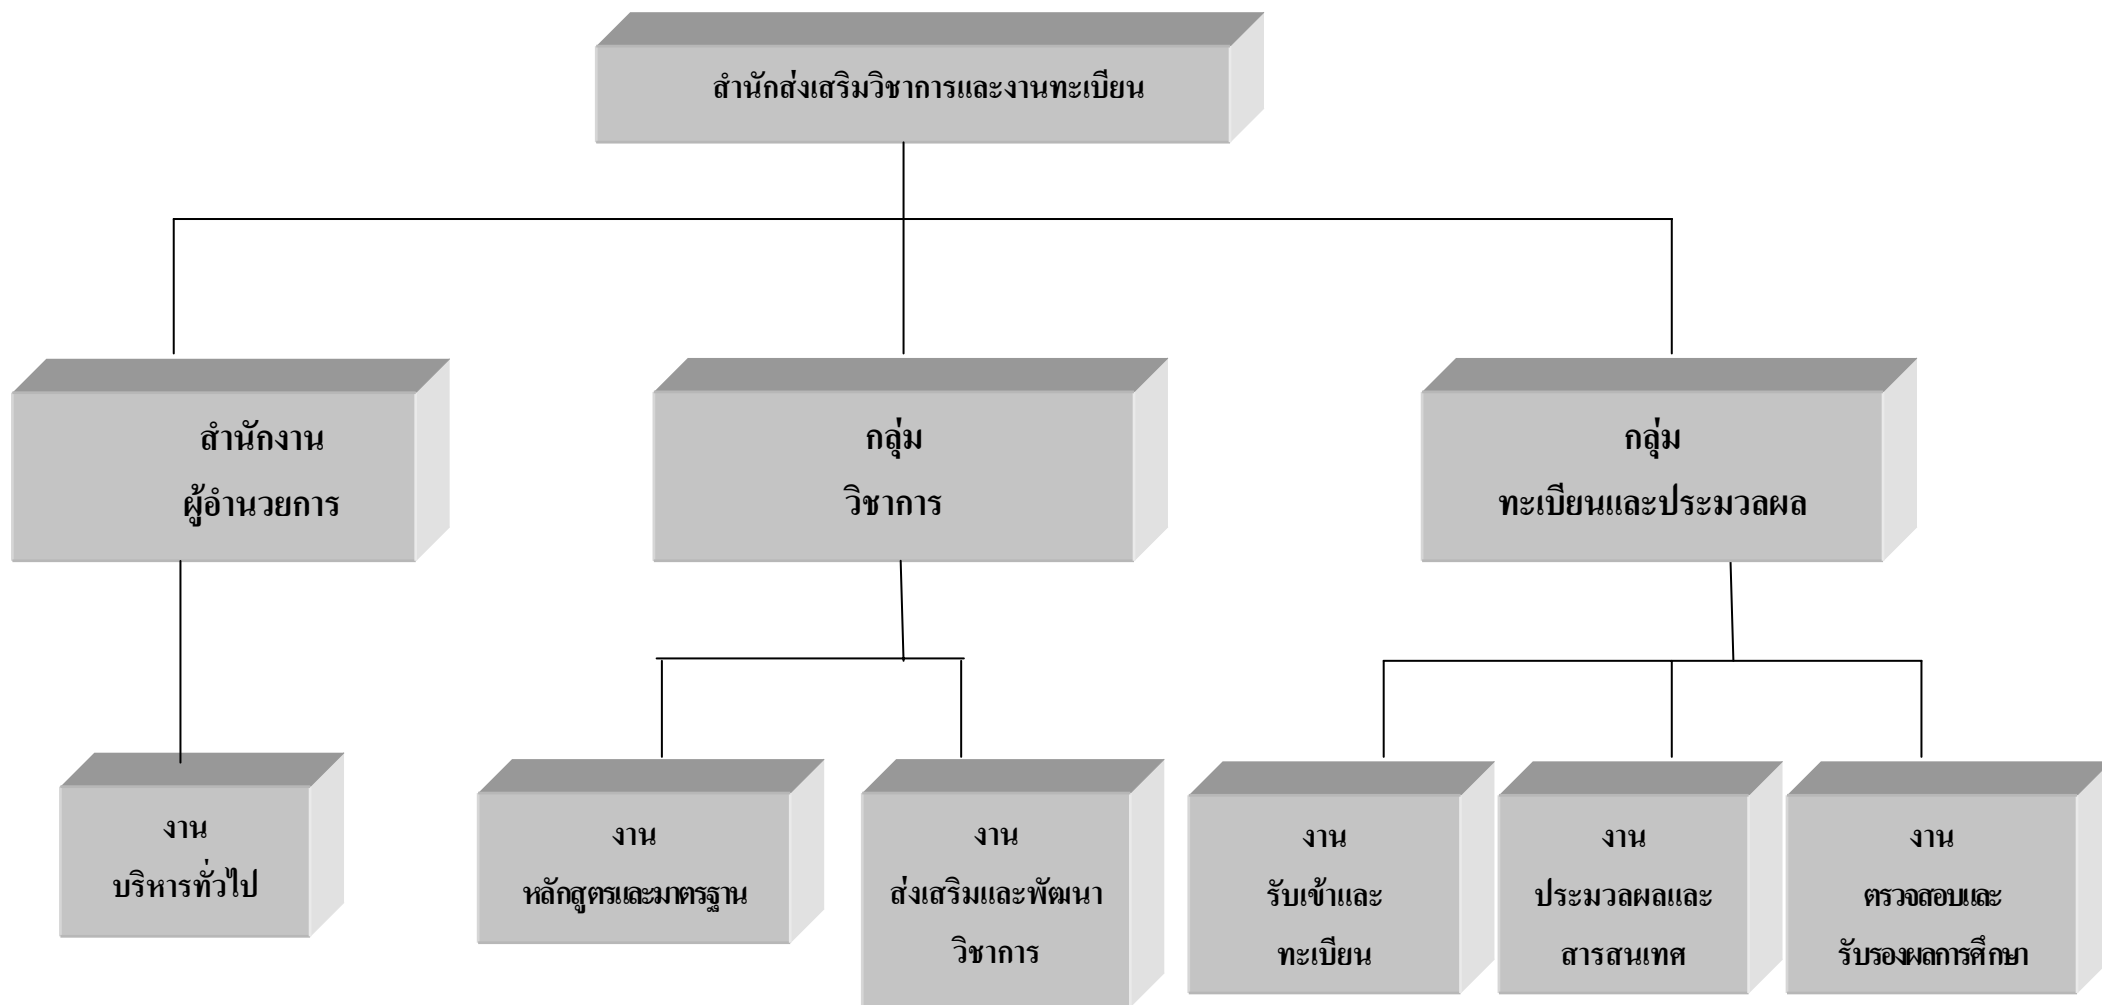 สำนักส่งเสริมวิชาการและงานทะเบียน
สำนักงาน
ผู้อำนวยการ
กลุ่ม
วิชาการ
กลุ่ม
ทะเบียนและประมวลผล
งาน
บริหารทั่วไป
งาน
หลักสูตรและมาตรฐาน
งาน
ส่งเสริมและพัฒนา
วิชาการ
งาน
รับเข้าและ
ทะเบียน
งาน
ประมวลผลและ
สารสนเทศ
งาน
ตรวจสอบและ
รับรองผลการศึกษา